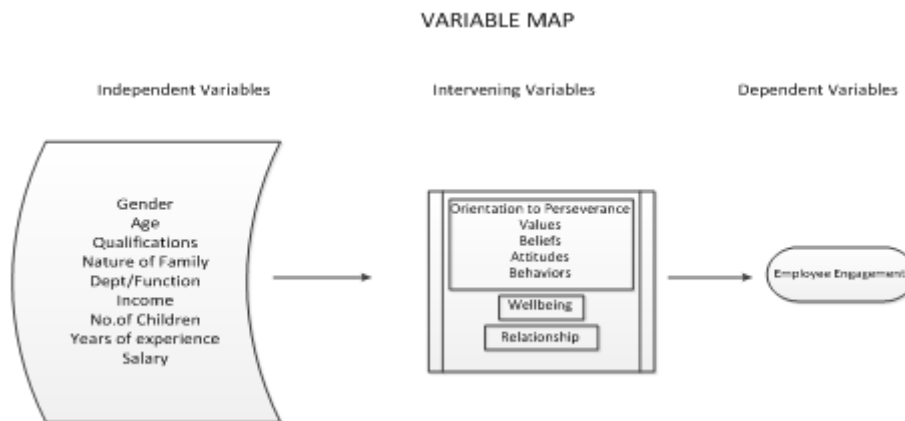 VARIABLE MAP
Independent Variables
Intervening Variables
Dependent Variables
Gender
Age
Qualifications
Nature of Family
Dept/Function
Income
No.of Children
Years of experience
Salary
Orientation to Perseverance
Values
Beliefs
Attitudes
Behaviors
Wellbeing
Relationship
Employee Engagement